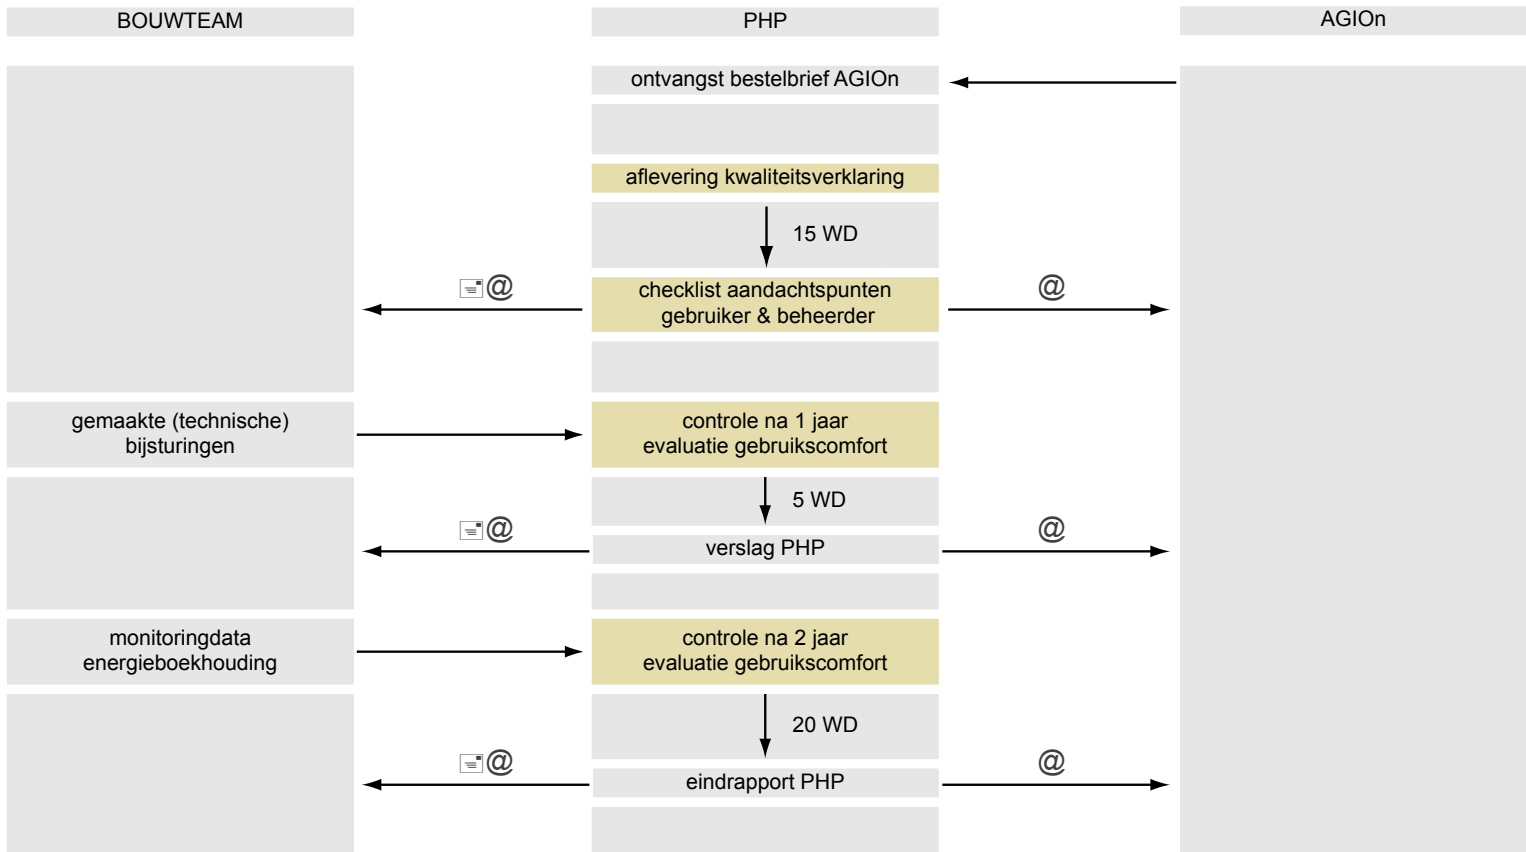 BOUWTEAM
PHP
AGIOn
ontvangst bestelbrief AGIOn
aflevering kwaliteitsverklaring
15 WD
@
checklist aandachtspunten
gebruiker & beheerder
@
gemaakte (technische)
bijsturingen
controle na 1 jaar
evaluatie gebruikscomfort
5 WD
@
verslag PHP
@
monitoringdata
energieboekhouding
controle na 2 jaar
evaluatie gebruikscomfort
20 WD
@
eindrapport PHP
@